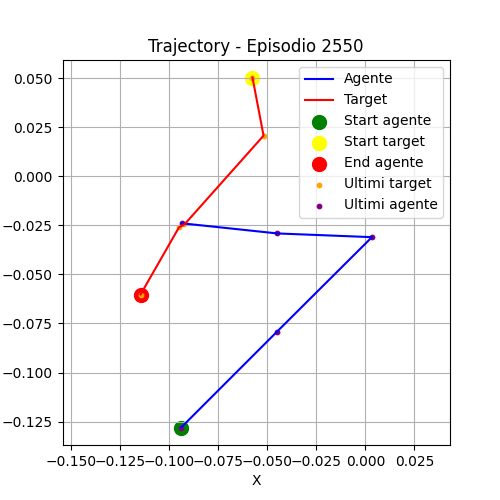 Trajectory - Episodio 2550
Agente
Target
Start agente
Start target
End agente
Ultimi target
Ultimi agente
0.050
0.025
0.000
−0.025
−0.050
−0.075
−0.100
−0.125
−0.150 −0.125 −0.100 −0.075 −0.050 −0.025 0.000 0.025
X